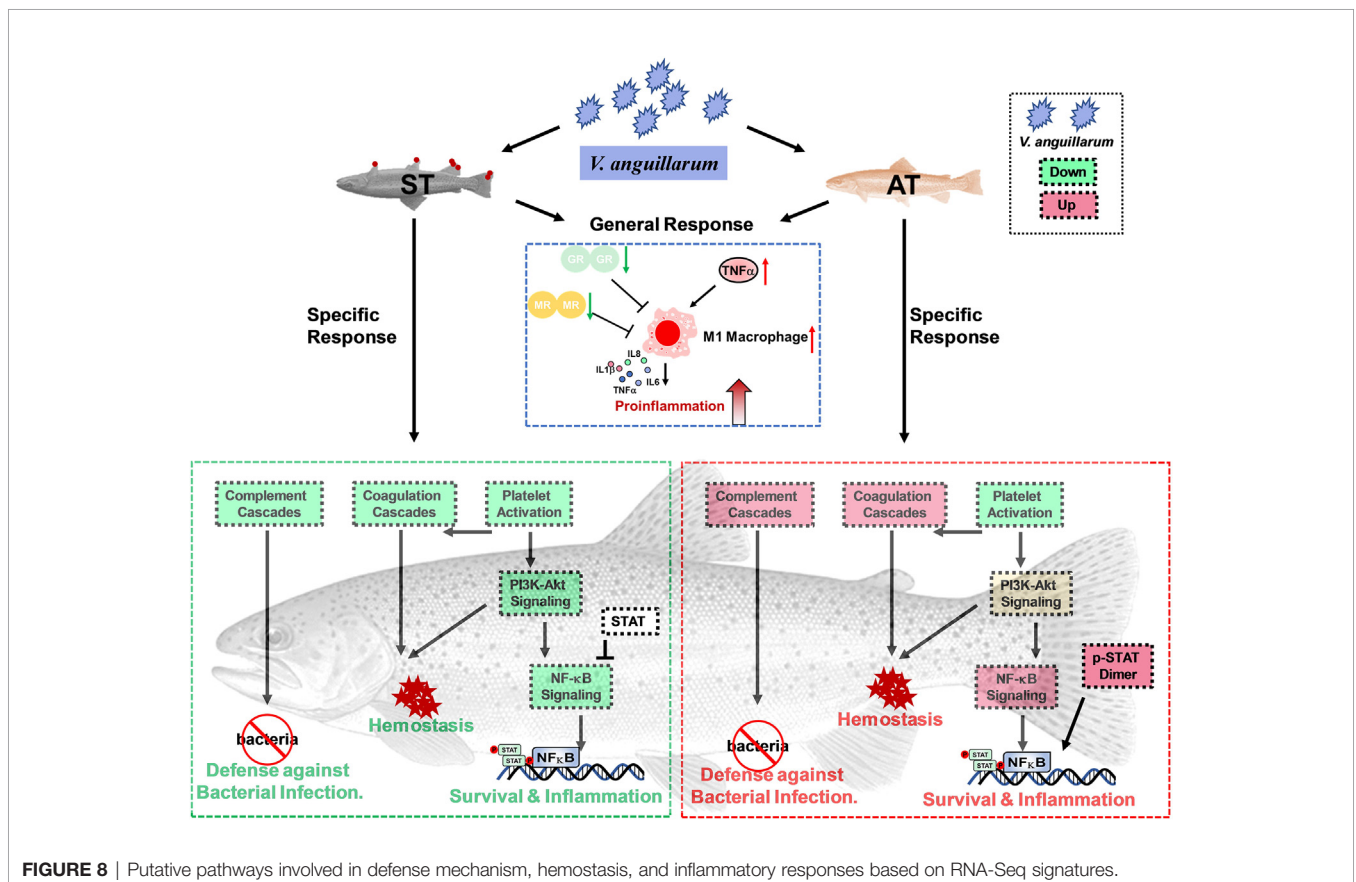 V. anguillarum
V. anguillarum
Down
Up
ST
AT
General Response
GR GR
MR MR
TNFα
M1 Macrophage
IL8
IL1β
IL6
TNFα
Proinflammation
Specific
Response
Specific
Response
Complement
Cascades
Coagulation
Cascades
Platelet
Activation
PI3K-Akt
Signaling
STAT
NF-κB
Signaling
Hemostasis
bacteria
Defense against
Bacterial Infection.
P STAT
STAT P
NFκB
Survival & Inflammation
Complement
Cascades
Coagulation
Cascades
Platelet
Activation
PI3K-Akt
Signaling
p-STAT
Dimer
NF-κB
Signaling
Hemostasis
bacteria
Defense against
Bacterial Infection.
P STAT
STAT P
NFκB
Survival & Inflammation
FIGURE 8 | Putative pathways involved in defense mechanism, hemostasis, and inflammatory responses based on RNA-Seq signatures.